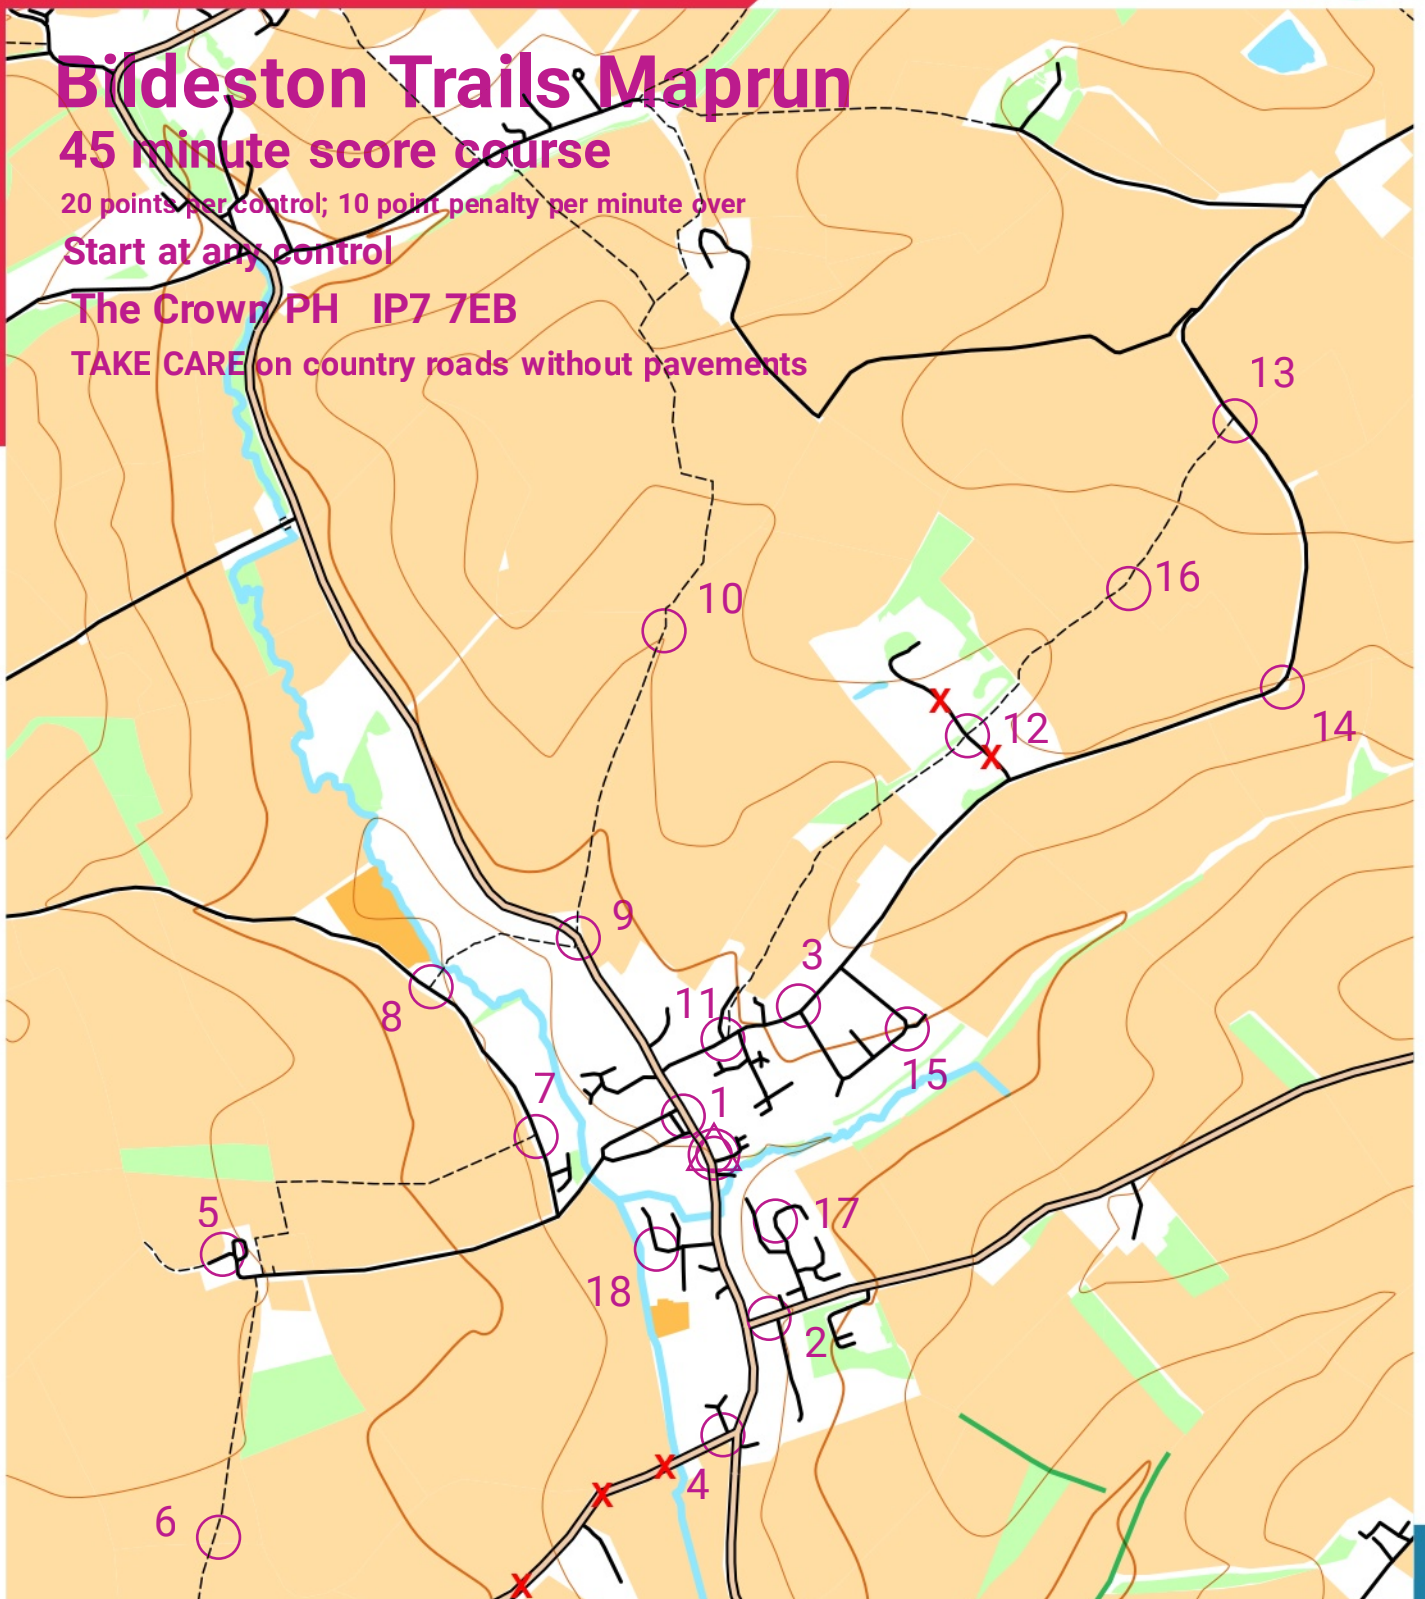 Bildeston Trails Maprun
45 minute score course
20 points per control; 10 point penalty per minute over
Start at any control
The Crown PH IP7 7EB
TAKE CARE on country roads without pavements
13
16
10
X
12
14
X
9
3
11
8
15
7
1
5
17
18
2
4
X
X
6
X